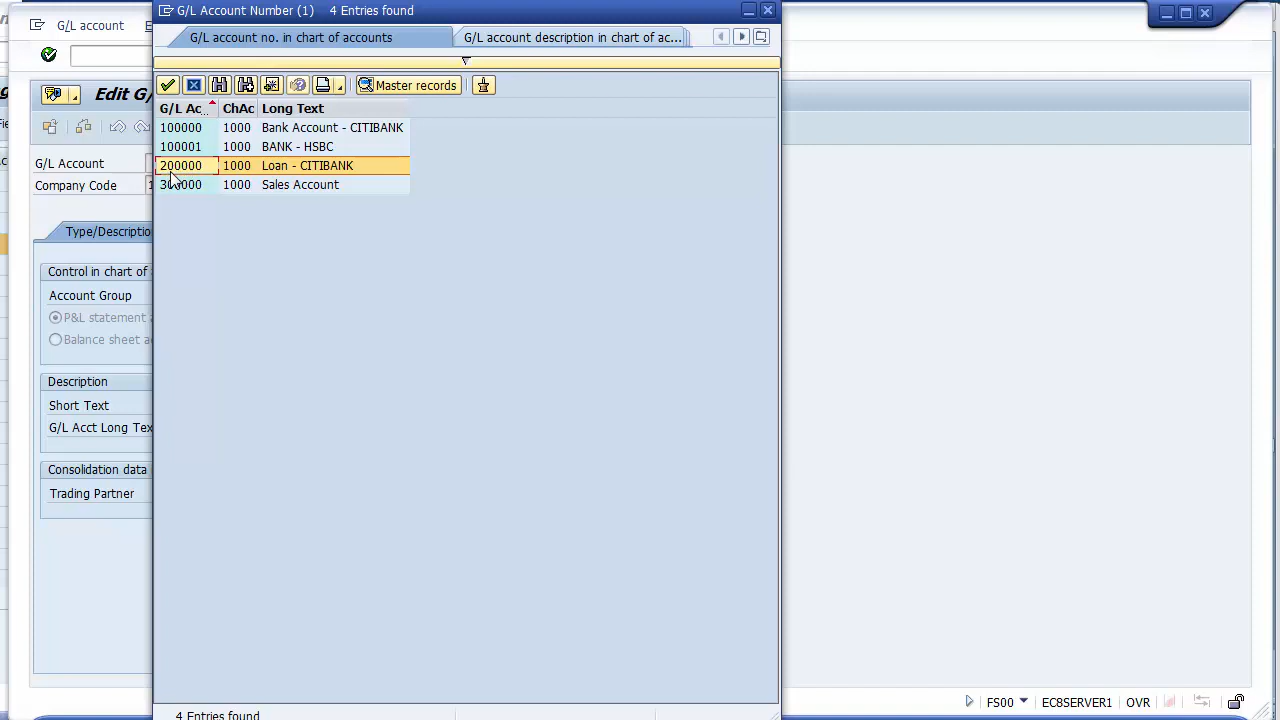 G/L Account Number (1) 4 Entries found
G/L account
G/L account no. in chart of accounts
G/L account description in chart of ac...
Master records
Edit G/
G/L Ac.. ChAc Long Text
100000 1000 Bank Account - CITIBANK
100001 1000 BANK - HSBC
200000 1000 Loan - CITIBANK
300000 1000 Sales Account
G/L Account
Company Code 1
Type/Descriptio
Control in chart of
Account Group
P&L statement a
Balance sheet a
Description
Short Text
G/L Acct Long Tex
Consolidation data
Trading Partner
FS00 EC8SERVER1 OVR
4 Entries found